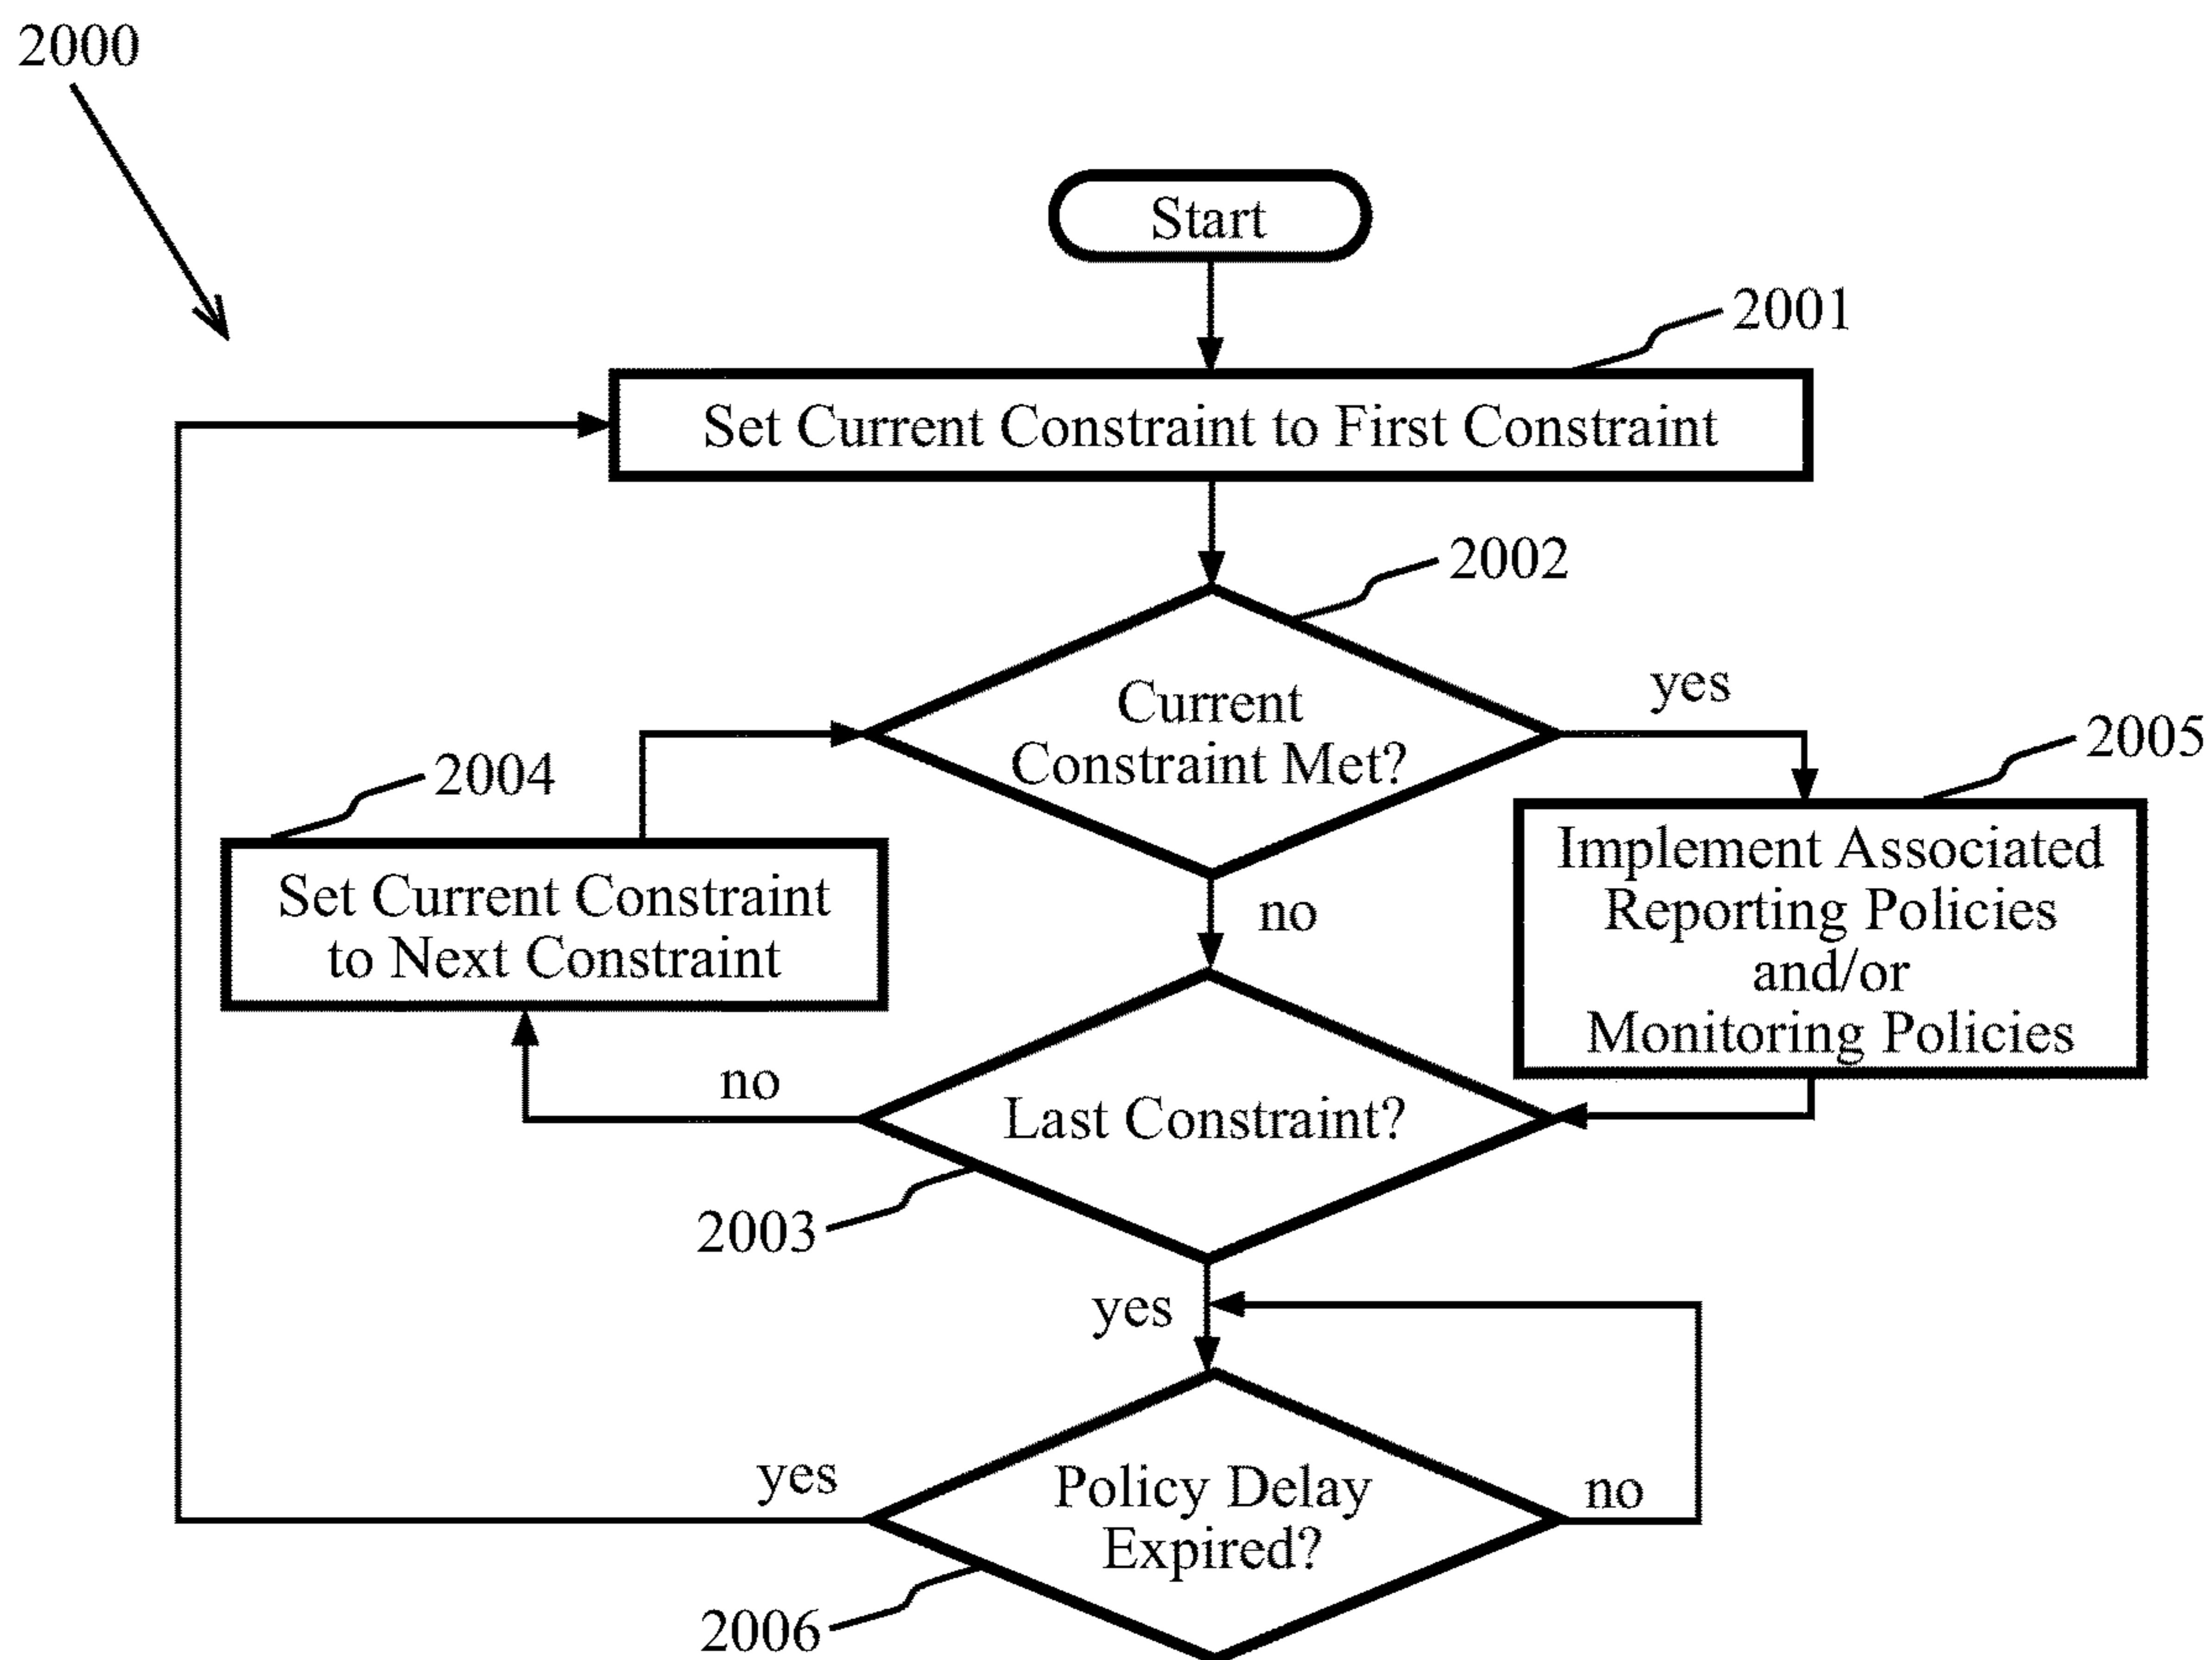 2000
Start
2001
Set Current Constraint to First Constraint
2002
Current
Constraint Met?
yes
2005
2004
Set Current Constraint
to Next Constraint
Implement Associated
Reporting Policies
and/or
Monitoring Policies
no
no
Last Constraint?
2003
yes
yes
Policy Delay
Expired?
no
2006